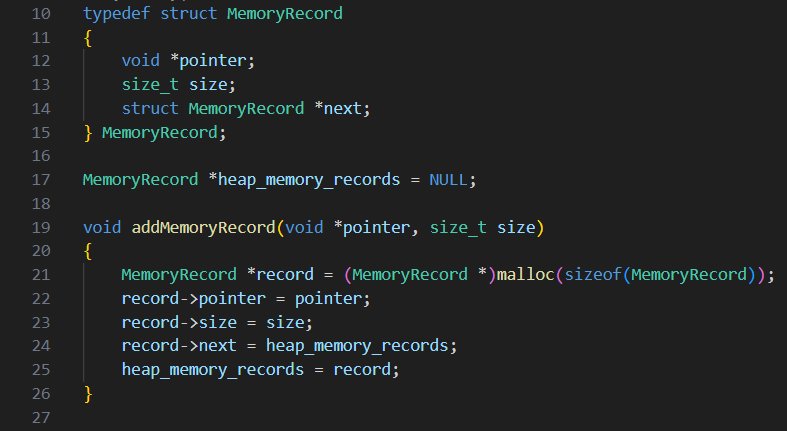 10 typedef struct MemoryRecord
11 {
12     void *pointer;
13     size_t size;
14     struct MemoryRecord *next;
15 } MemoryRecord;
16
17 MemoryRecord *heap_memory_records = NULL;
18
19 void addMemoryRecord(void *pointer, size_t size)
20 {
21     MemoryRecord *record = (MemoryRecord *)malloc(sizeof(MemoryRecord));
22     record->pointer = pointer;
23     record->size = size;
24     record->next = heap_memory_records;
25     heap_memory_records = record;
26 }
27